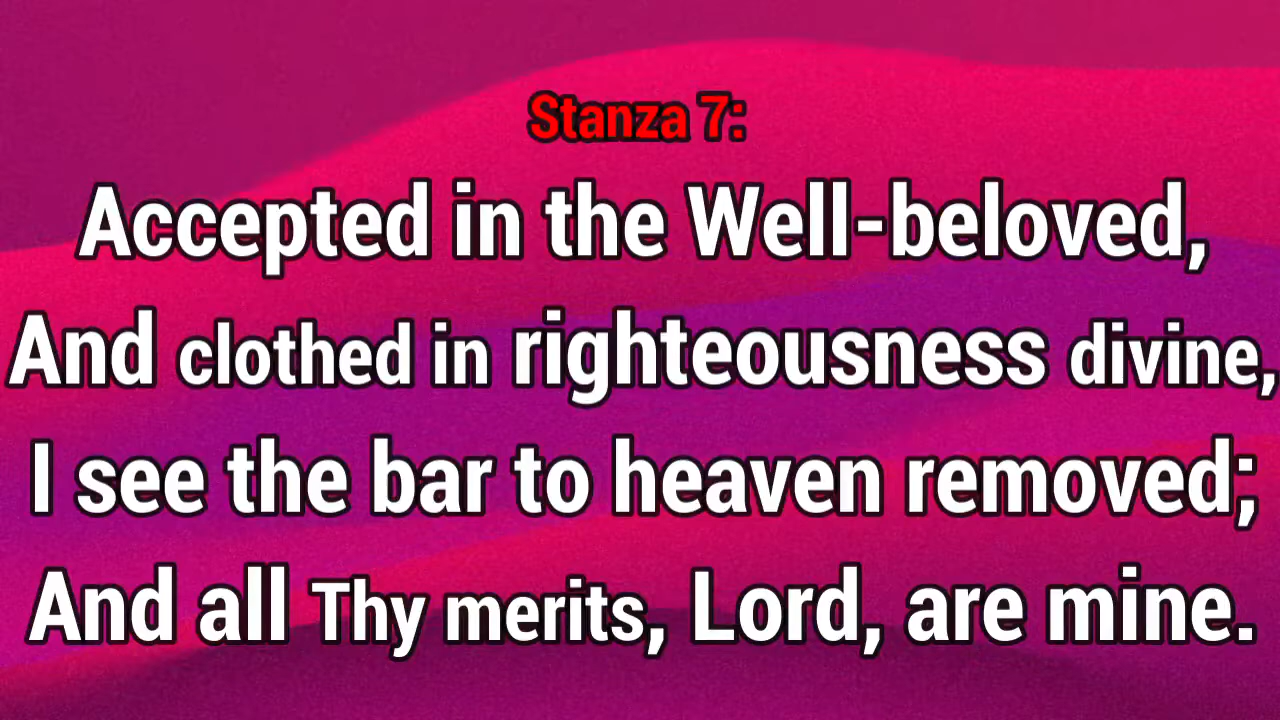 Stanza 7:
Accepted in the Well-beloved,
And clothed in righteousness divine,
I see the bar to heaven removed;
And all Thy merits, Lord, are mine.